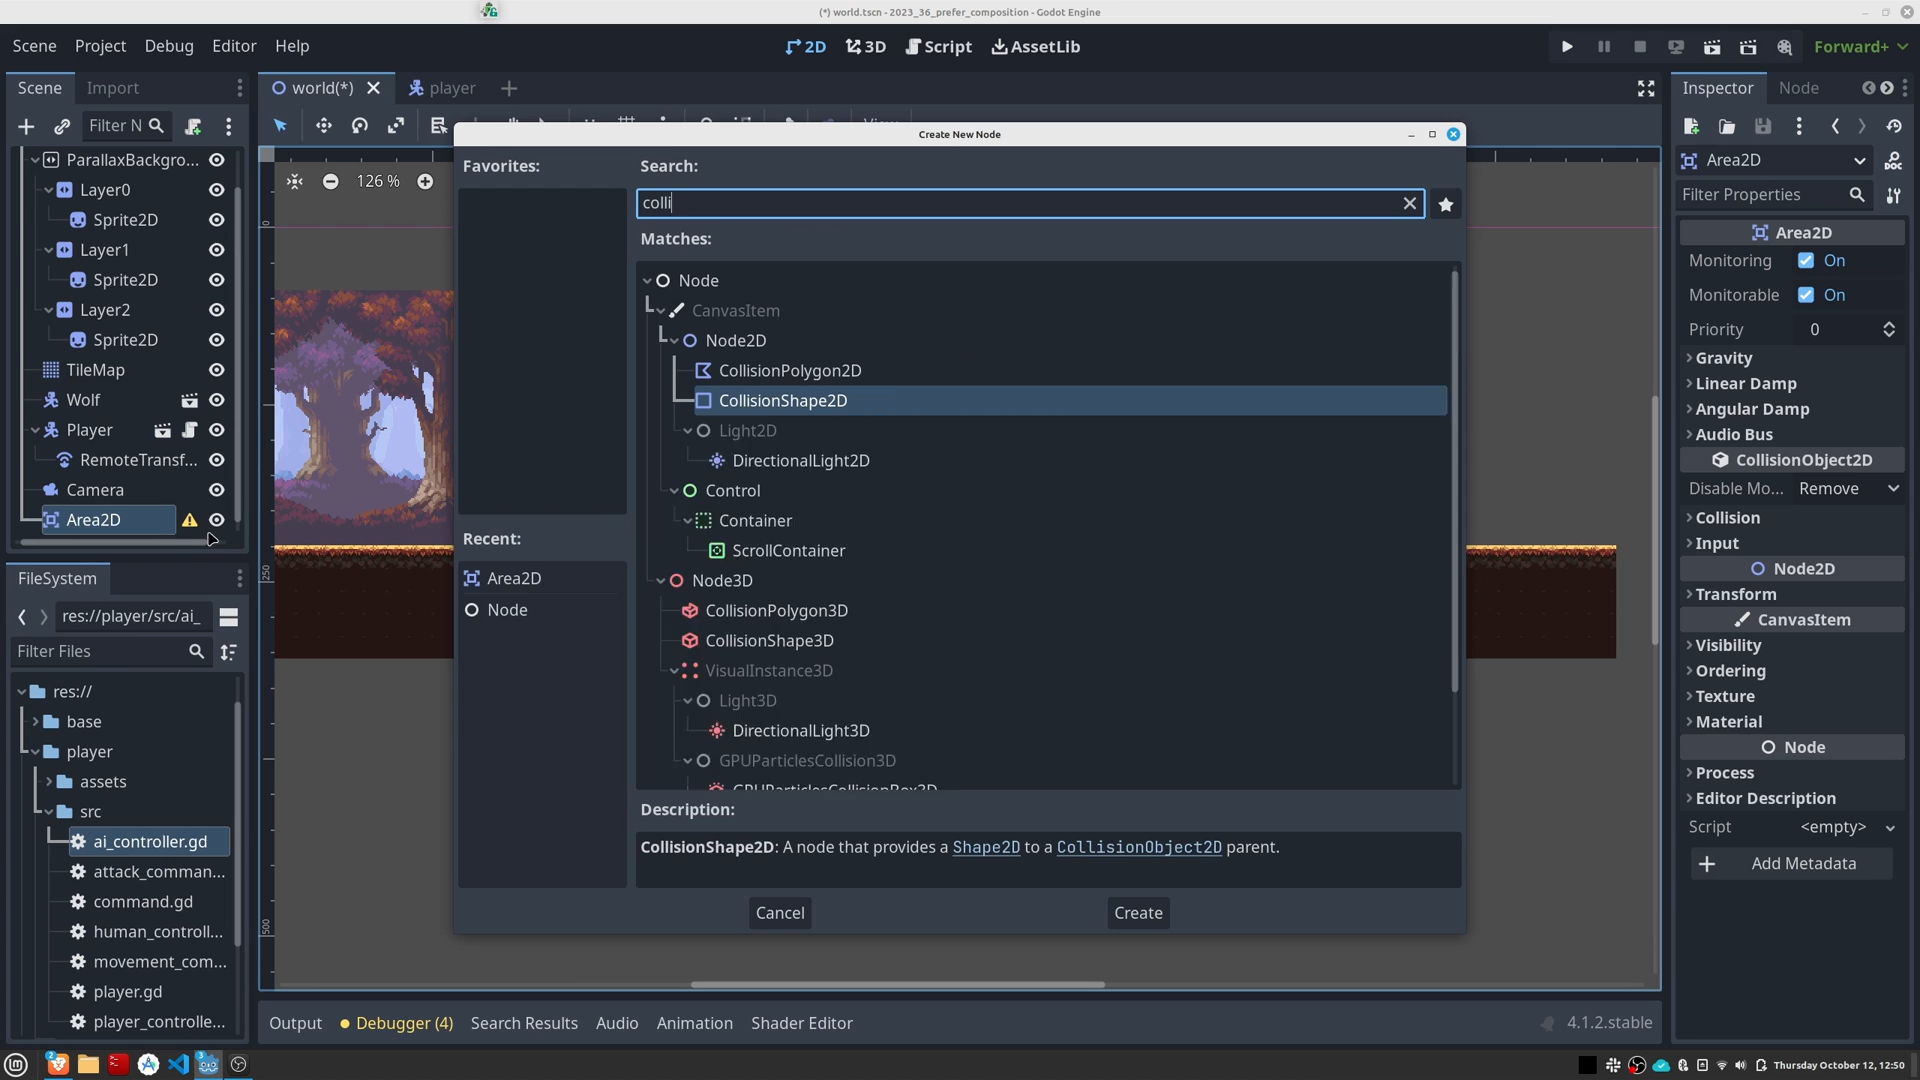 (*) world.tscn - 2023_36_prefer_composition - Godot Engine
Scene Project Debug Editor Help
2D 3D Script AssetLib
Forward+
Scene Import
world(*) player
Inspector Node
Filter N
View
126 %
ParallaxBackgro...
Layer0
Sprite2D
Layer1
Sprite2D
Layer2
Sprite2D
TileMap
Wolf
Player
RemoteTransf...
Camera
Area2D
0
250
500
FileSystem
res://player/src/ai_
Filter Files
res://
base
player
assets
src
ai_controller.gd
attack_comman...
command.gd
human_controll...
movement_com...
player.gd
player_controlle...
Create New Node
Favorites:
Recent:
Area2D
Node
Search:
colli
Matches:
Node
CanvasItem
Node2D
CollisionPolygon2D
CollisionShape2D
Light2D
DirectionalLight2D
Control
Container
ScrollContainer
Node3D
CollisionPolygon3D
CollisionShape3D
VisualInstance3D
Light3D
DirectionalLight3D
GPUParticlesCollision3D
GPUParticlesCollisionBox3D
Description:
CollisionShape2D: A node that provides a Shape2D to a CollisionObject2D parent.
Cancel Create
Area2D
Filter Properties
Area2D
Monitoring On
Monitorable On
Priority 0
Gravity
Linear Damp
Angular Damp
Audio Bus
CollisionObject2D
Disable Mo... Remove
Collision
Input
Node2D
Transform
CanvasItem
Visibility
Ordering
Texture
Material
Node
Process
Editor Description
Script <empty>
Add Metadata
Output Debugger (4) Search Results Audio Animation Shader Editor
4.1.2.stable
2
3
Thursday October 12, 12:50